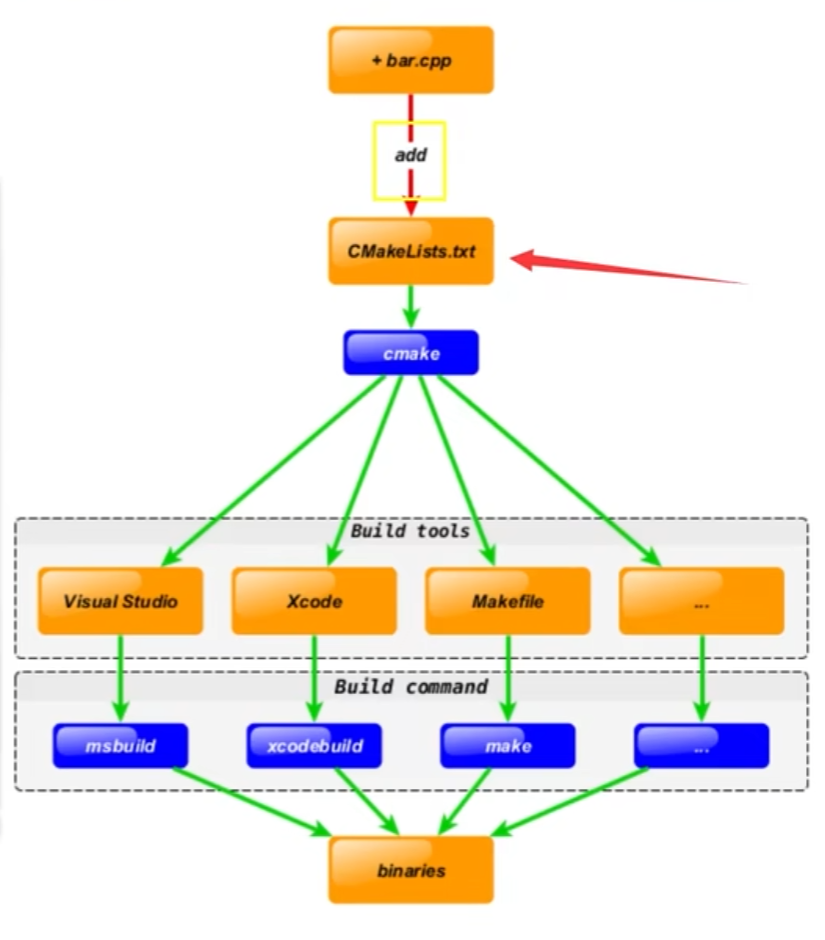 + bar.cpp
add
CMakeLists.txt
cmake
Build tools
Visual Studio
Xcode
Makefile
...
Build command
msbuild
xcodebuild
make
...
binaries